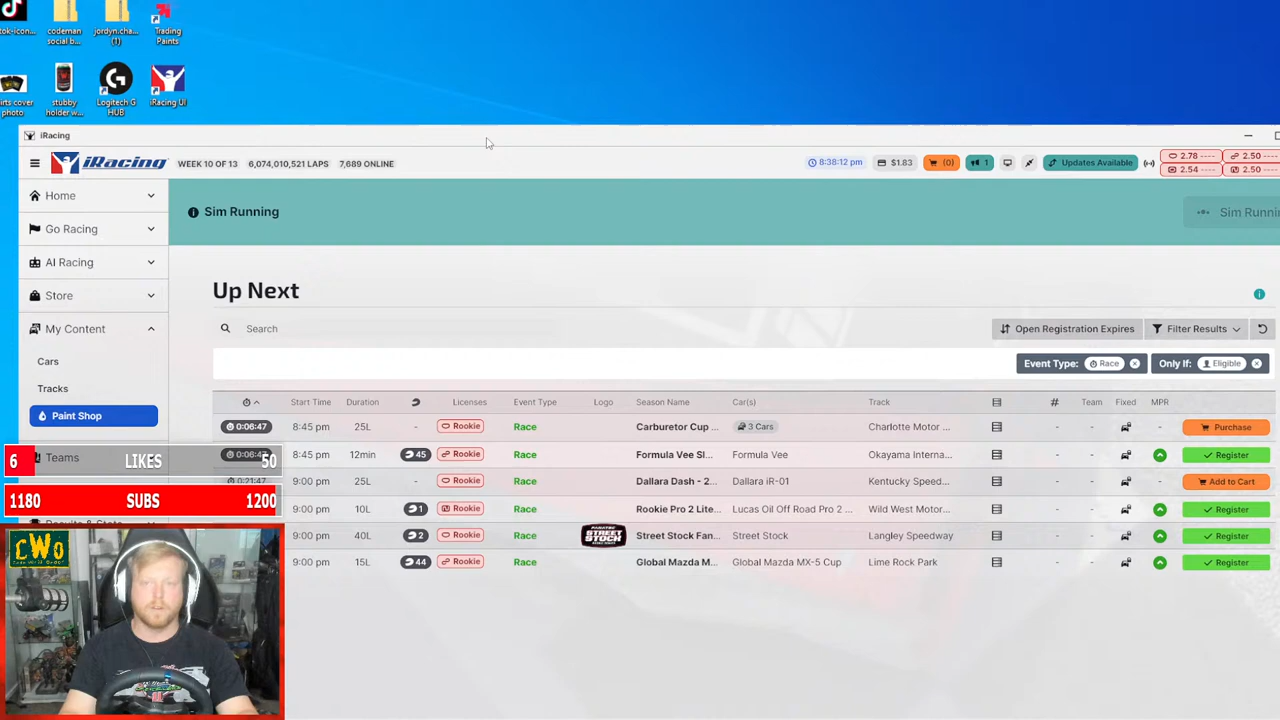 tok-icon...
codeman social b...
jordyn.cha... (1)
Trading Paints
irts cover photo
stubby holder w...
Logitech G HUB
iRacing UI
iRacing
iRacing WEEK 10 OF 13 6,074,010,521 LAPS 7,689 ONLINE 8:38:12 pm $1.83 (0) 1 Updates Available 2.78 ---- 2.50 ----
2.54 ---- 2.50 ----
Home
Go Racing
AI Racing
Store
My Content
Cars
Tracks
Paint Shop
Teams
Sim Running
Sim Runni
Up Next
Search Open Registration Expires Filter Results
Event Type: Race Only If: Eligible
Start Time Duration Licenses Event Type Logo Season Name Car(s) Track # Team Fixed MPR
0:06:47 8:45 pm 25L - Rookie Race Carburetor Cup ... 3 Cars Charlotte Motor ... - - - Purchase
0:06:47 8:45 pm 12min 45 Rookie Race Formula Vee SI... Formula Vee Okayama Interna... - - Register
0:21:47 9:00 pm 25L - Rookie Race Dallara Dash - 2... Dallara iR-01 Kentucky Speed... - - - Add to Cart
9:00 pm 10L 1 Rookie Race Rookie Pro 2 Lite... Lucas Oil Off Road Pro 2 ... Wild West Motor... - - Register
9:00 pm 40L 2 Rookie Race FANATEC STREET STOCK Street Stock Fan... Street Stock Langley Speedway - - Register
9:00 pm 15L 44 Rookie Race Global Mazda M... Global Mazda MX-5 Cup Lime Rock Park - - Register
6 LIKES 50
1180 SUBS 1200
CWO